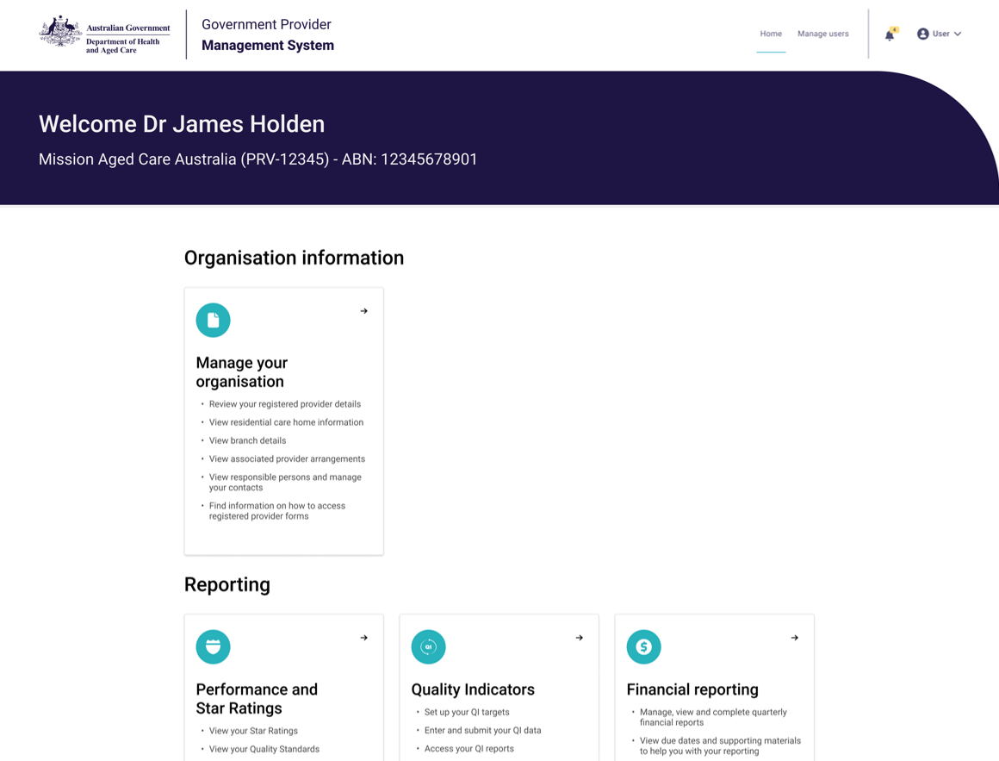 Australian Government
Department of Health
and Aged Care
Government Provider
Management System
Home
Manage users
4
User
Welcome Dr James Holden
Mission Aged Care Australia (PRV-12345) - ABN: 12345678901
Organisation information
Manage your
organisation
• Review your registered provider details
• View residential care home information
• View branch details
• View associated provider arrangements
• View responsible persons and manage
your contacts
• Find information on how to access
registered provider forms
Reporting
Performance and
Star Ratings
• View your Star Ratings
• View your Quality Standards
QI
Quality Indicators
• Set up your QI targets
• Enter and submit your QI data
• Access your QI reports
$
Financial reporting
• Manage, view and complete quarterly
financial reports
• View due dates and supporting materials
to help you with your reporting